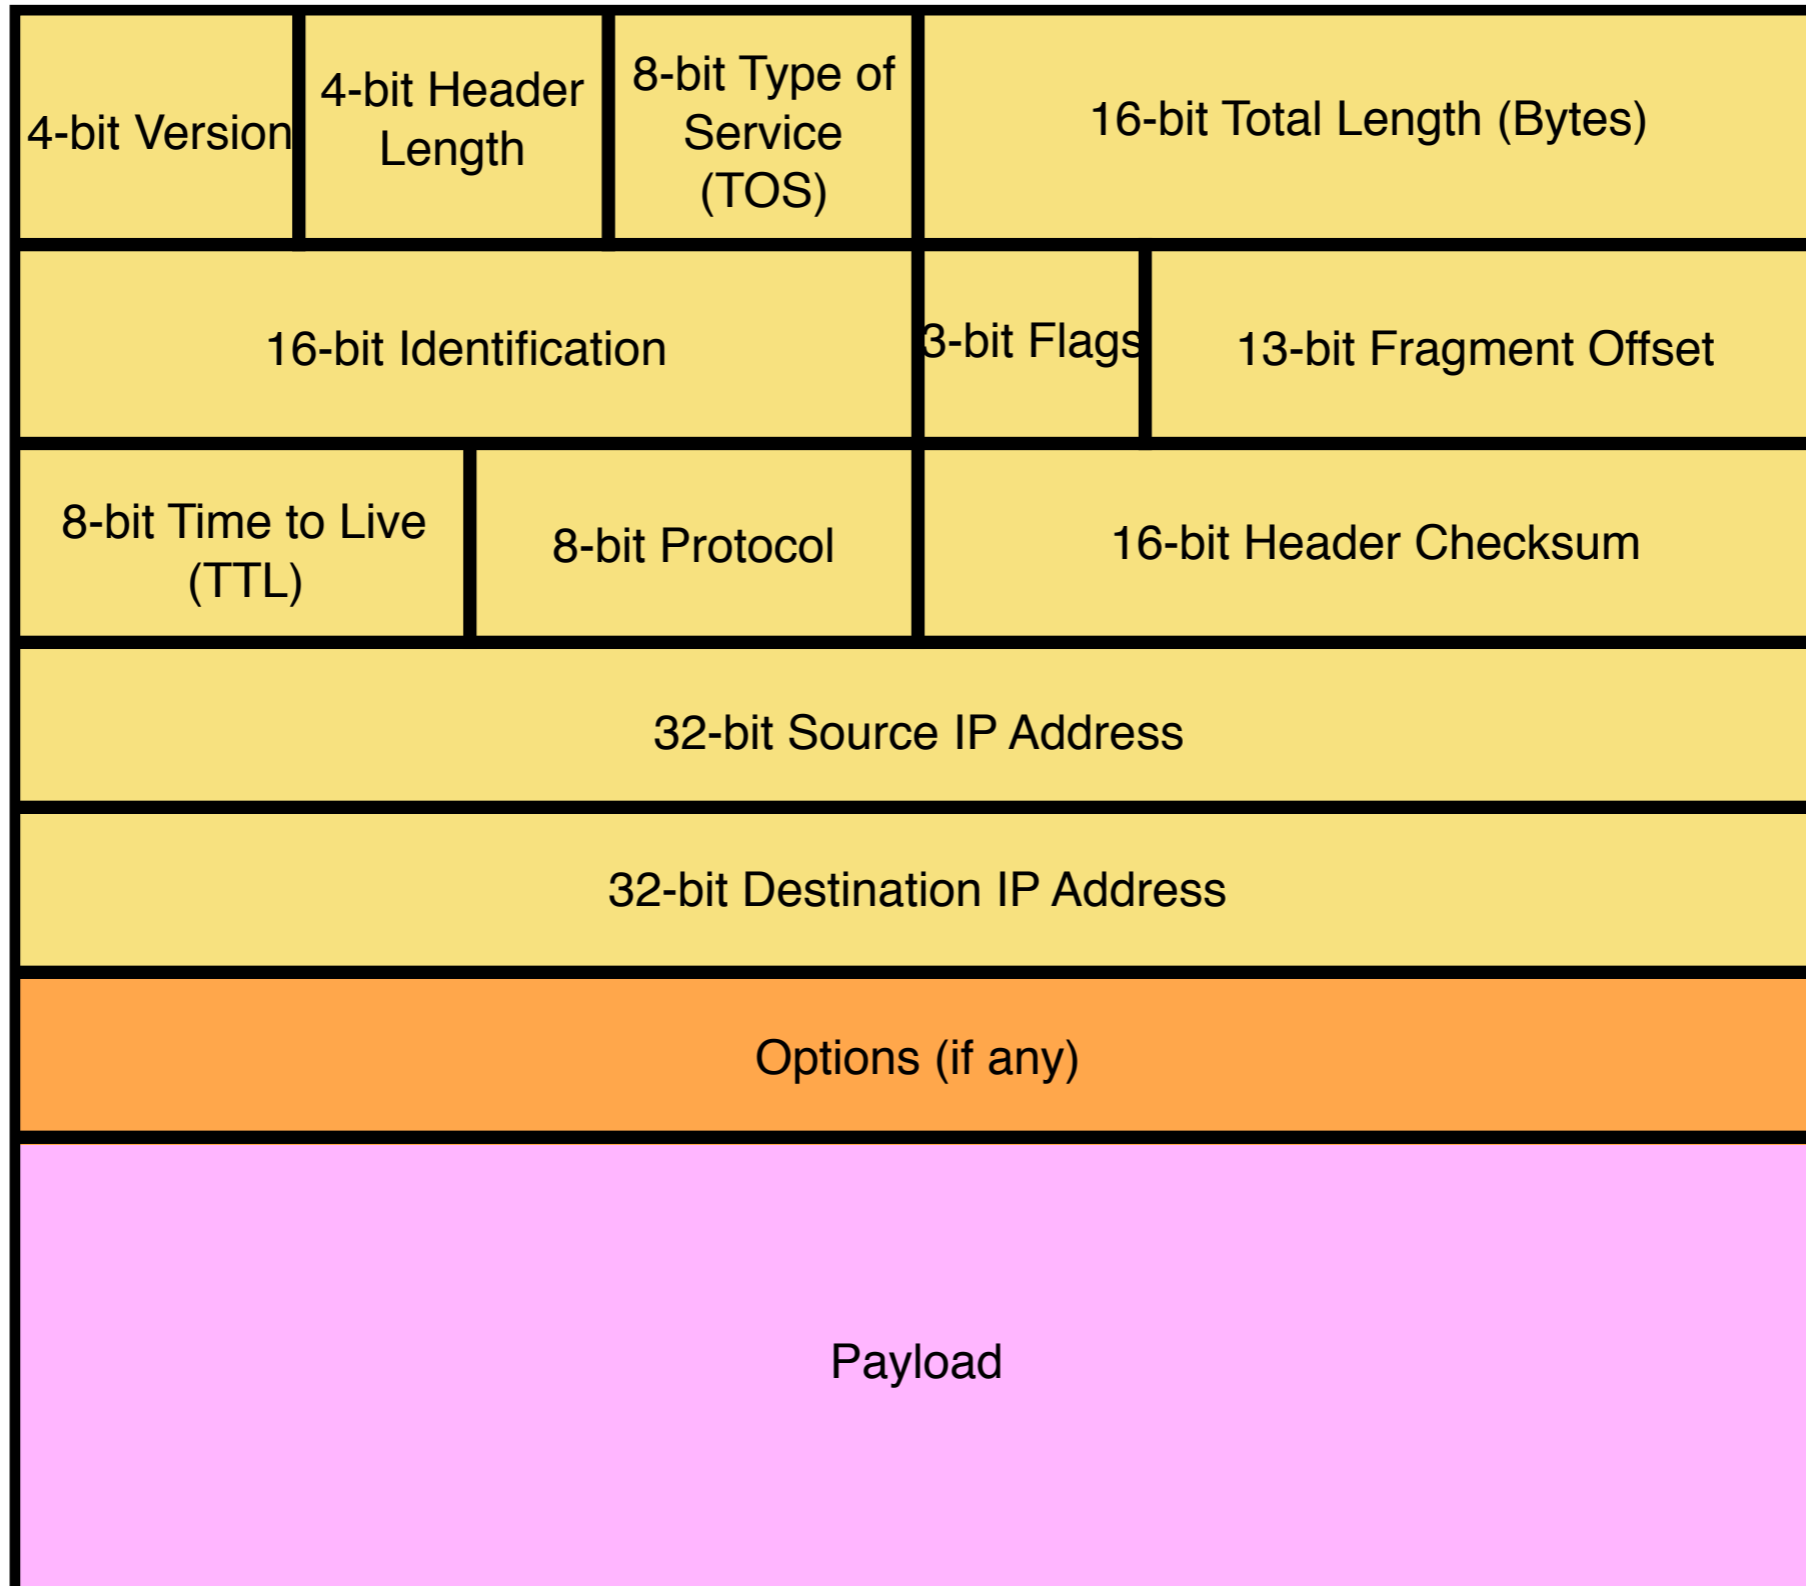 4-bit Version
4-bit Header
Length
8-bit Type of
Service
(TOS)
16-bit Total Length (Bytes)
16-bit Identification
3-bit Flags
13-bit Fragment Offset
8-bit Time to Live
(TTL)
8-bit Protocol
16-bit Header Checksum
32-bit Source IP Address
32-bit Destination IP Address
Options (if any)
Payload